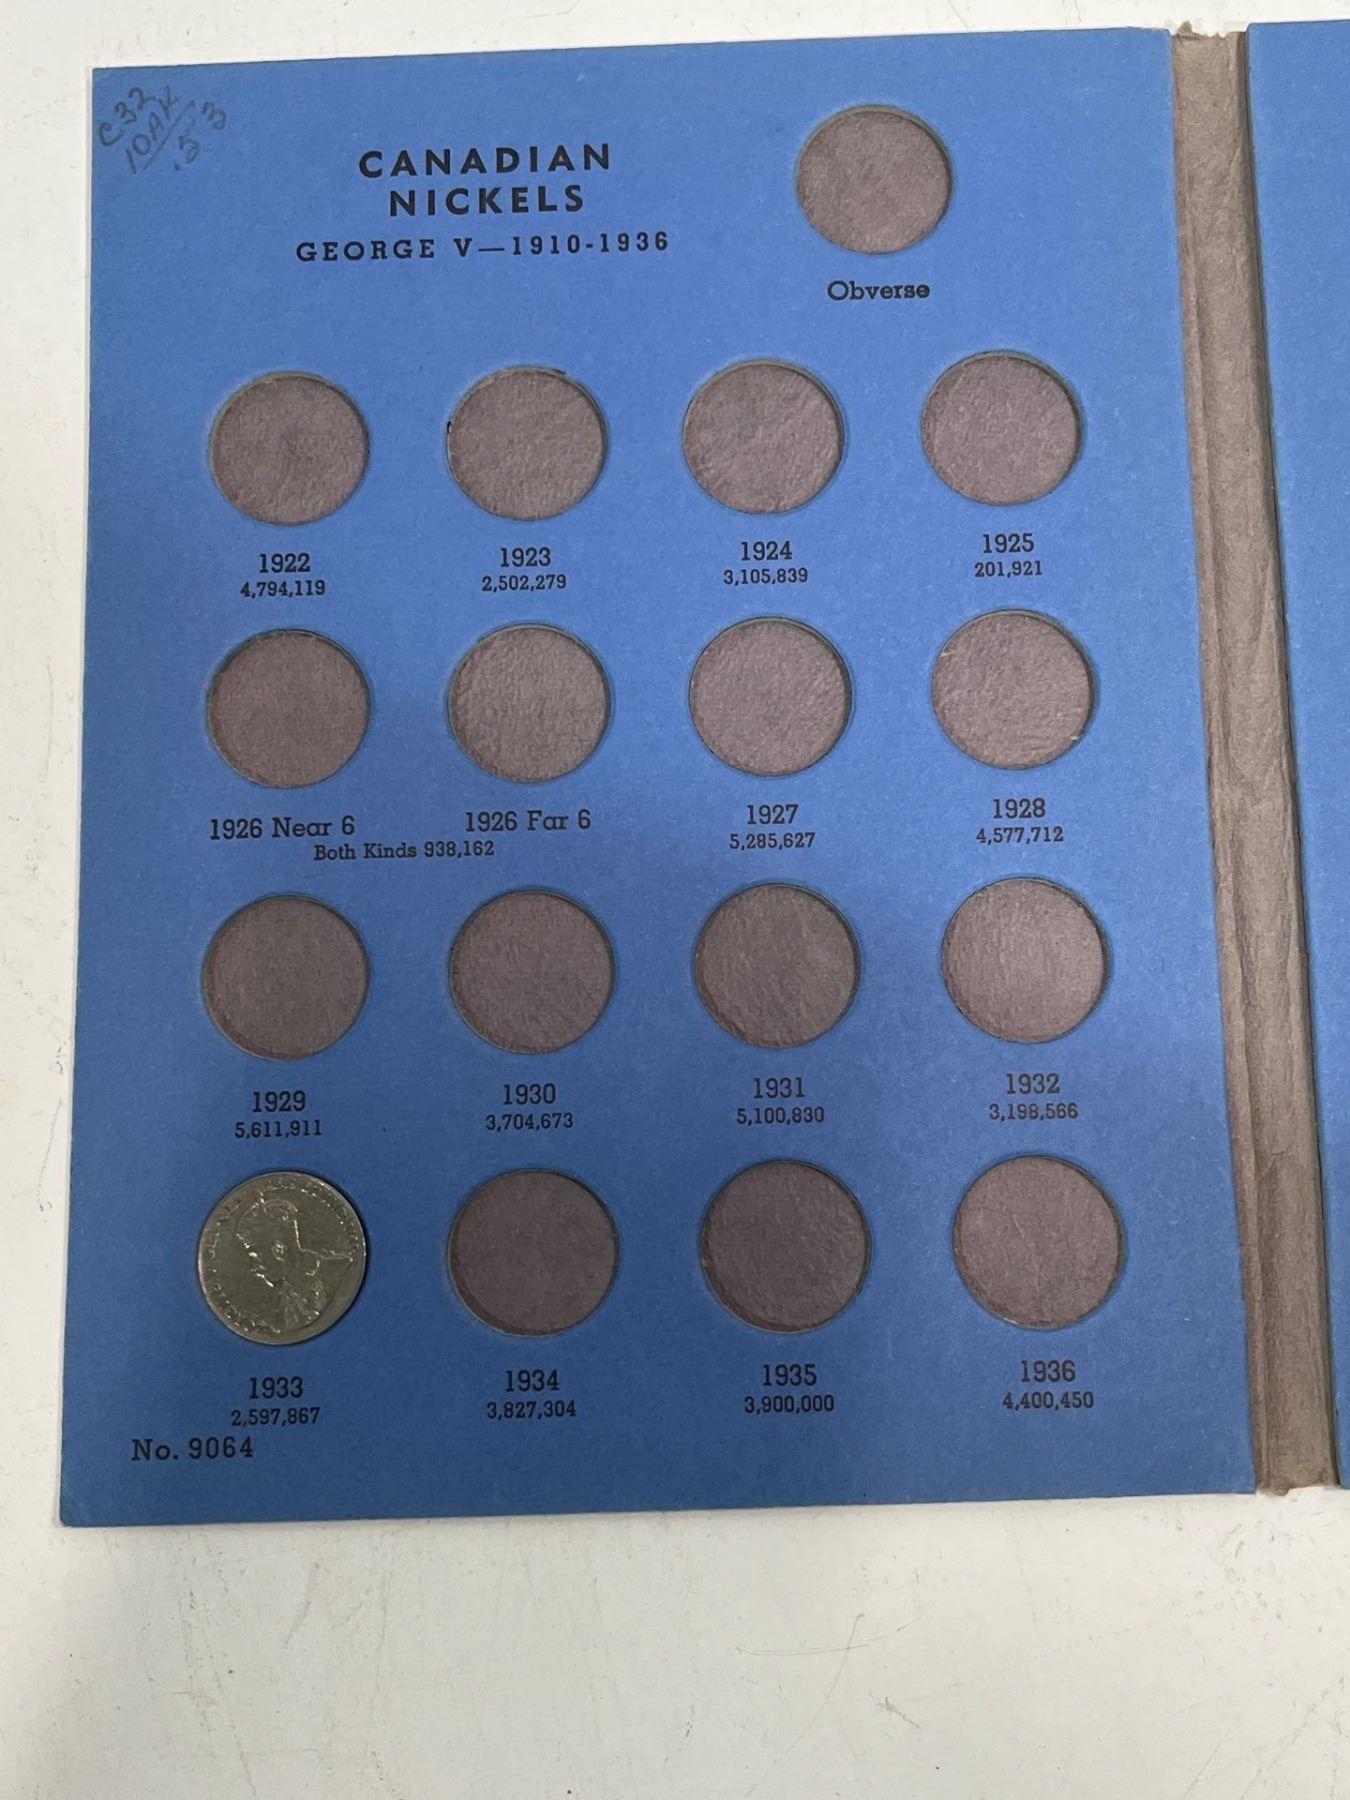 C32
10AK
.53
CANADIAN
NICKELS
GEORGE V—1910-1936
Obverse
1922
4,794,119
1923
2,502,279
1924
3,105,839
1925
201,921
1926 Near 6
1926 Far 6
Both Kinds 938,162
1927
5,285,627
1928
4,577,712
1929
5,611,911
1930
3,704,673
1931
5,100,830
1932
3,198,566
1933
2,597,867
1934
3,827,304
1935
3,900,000
1936
4,400,450
No. 9064